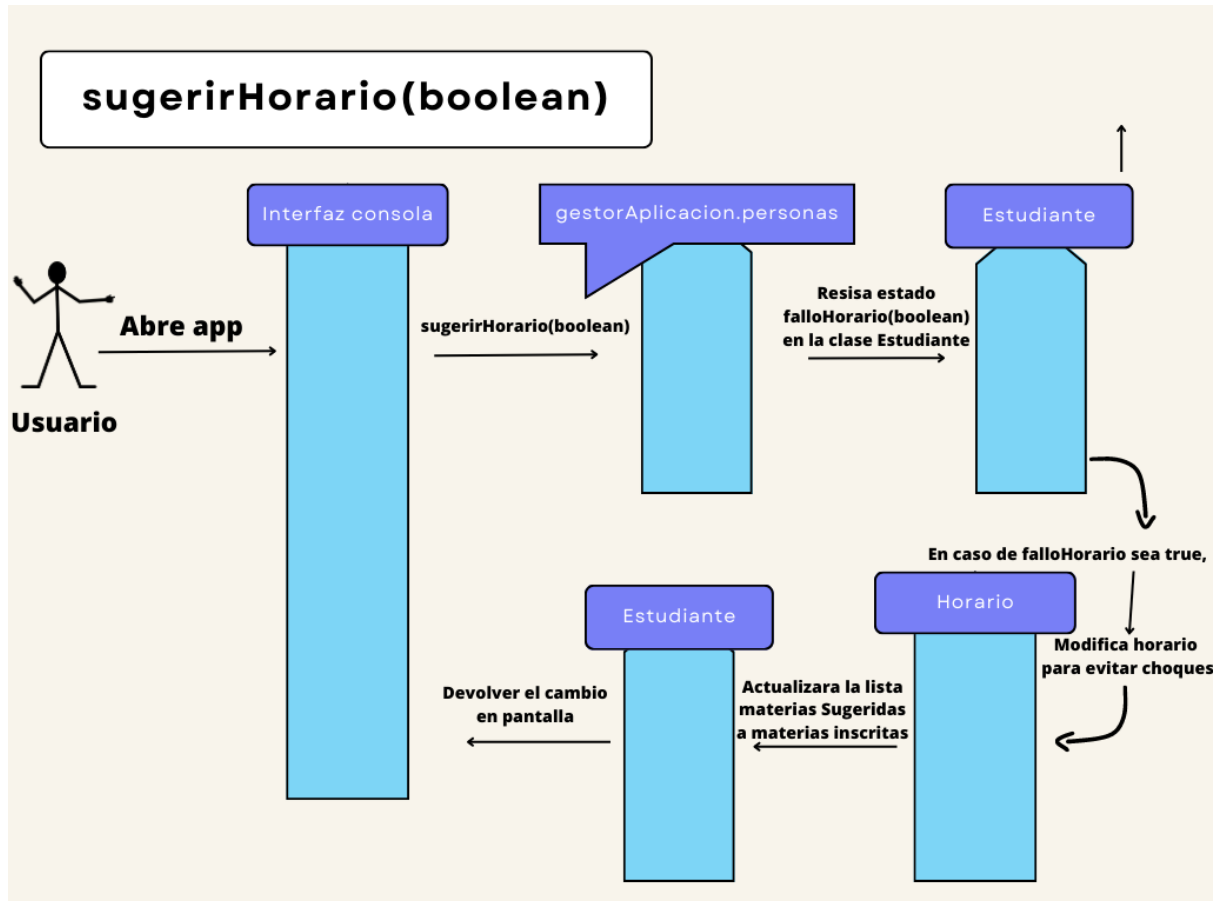 sugerirHorario(boolean)
Interfaz consola
gestorAplicacion.personas
Estudiante
Abre app
sugerirHorario(boolean)
Resisa estado
falloHorario(boolean)
en la clase Estudiante
Usuario
En caso de falloHorario sea true,
Horario
Modifica horario
para evitar choques
Estudiante
Actualizara la lista
materias Sugeridas
a materias inscritas
Devolver el cambio
en pantalla